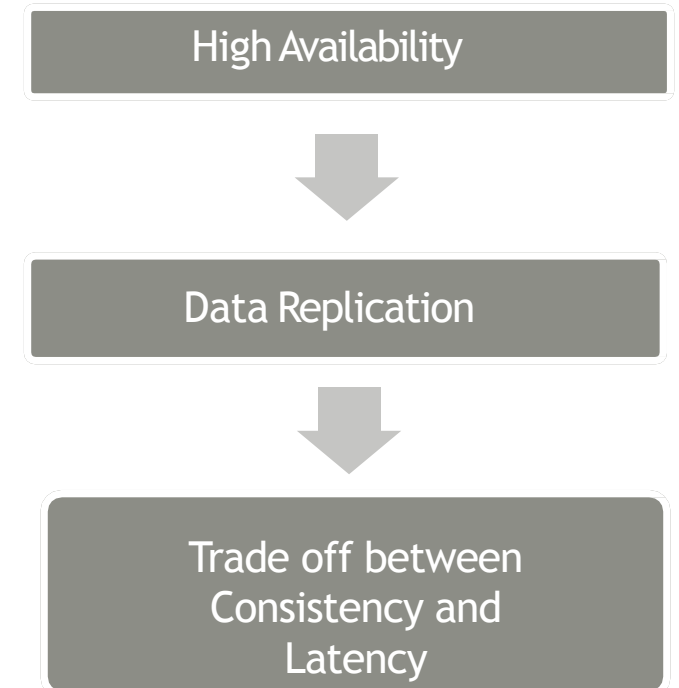 High Availability
Data Replication
Trade off between
Consistency and
Latency